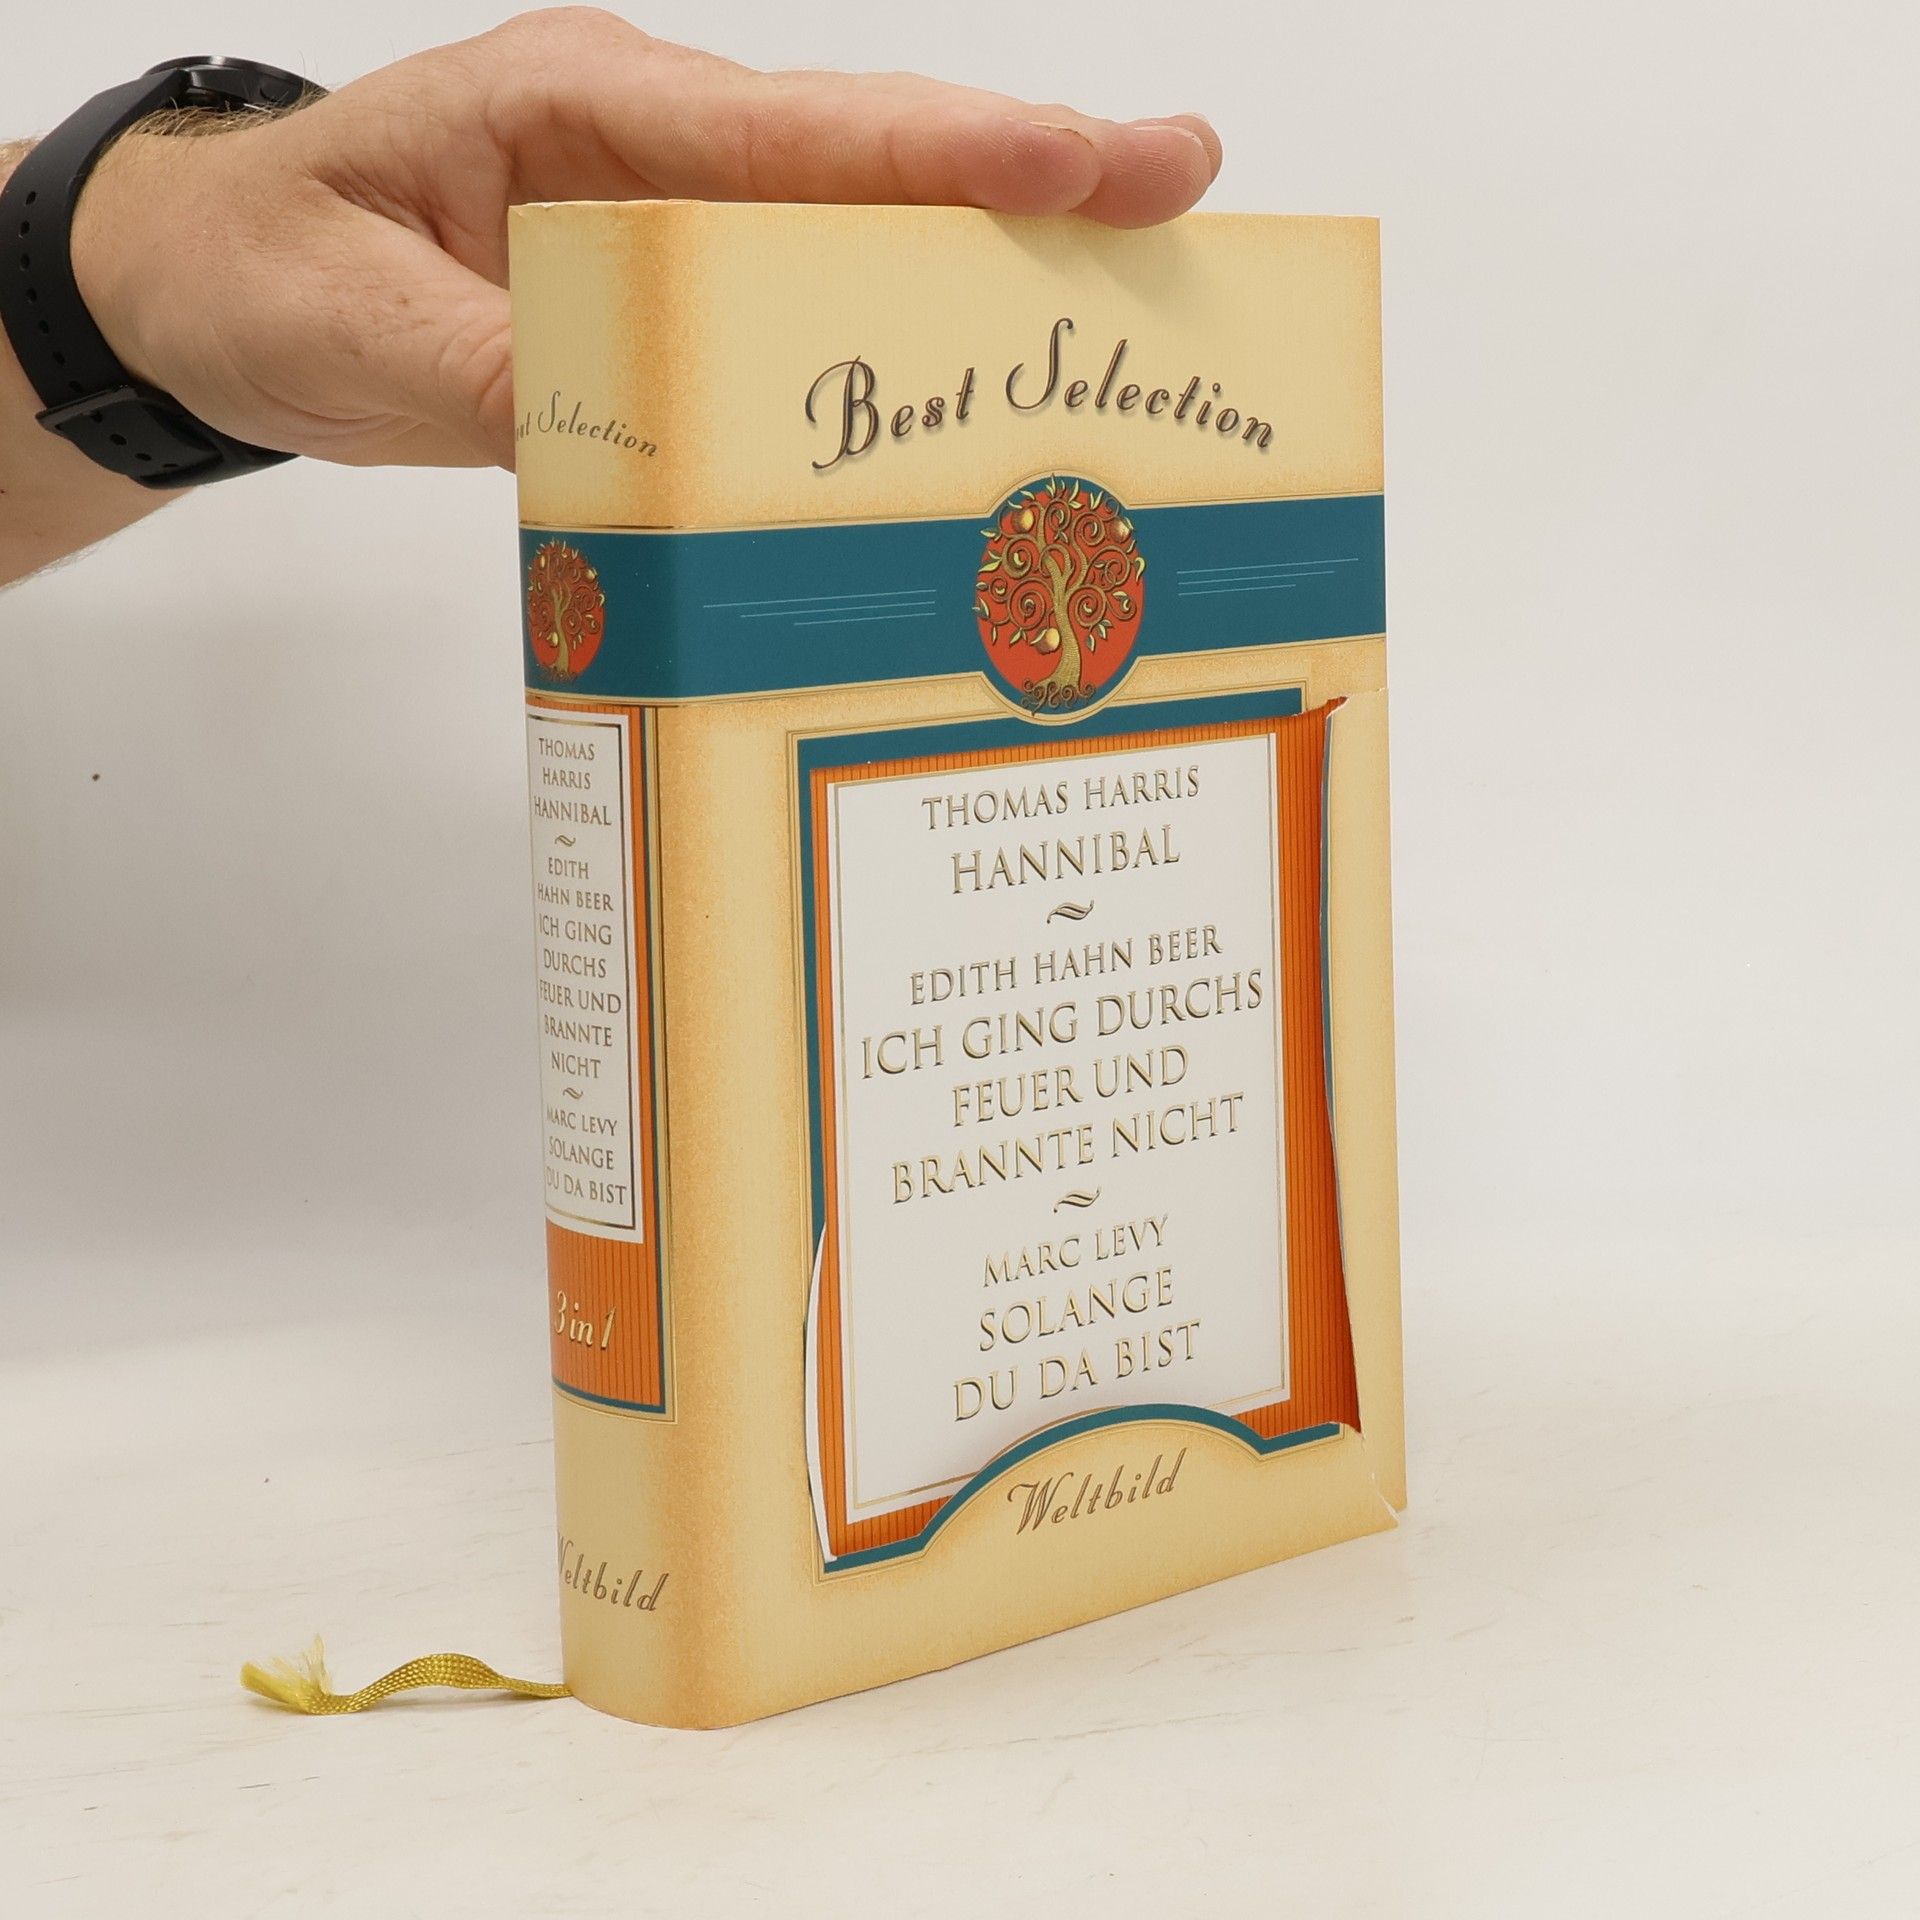 Best Selection
THOMAS HARRIS
HANNIBAL
EDITH HAHN BEER
ICH GING DURCHS
FEUER UND
BRANNTE NICHT
MARC LEVY
SOLANGE
DU DA BIST
Weltbild
Selection
THOMAS
HARRIS
HANNIBAL
EDITH
HAHN BEER
ICH GING
DURCHS
FEUER UND
BRANNTE
NICHT
MARC LEVY
SOLANGE
DU DA BIST
3 in 1
Weltbild